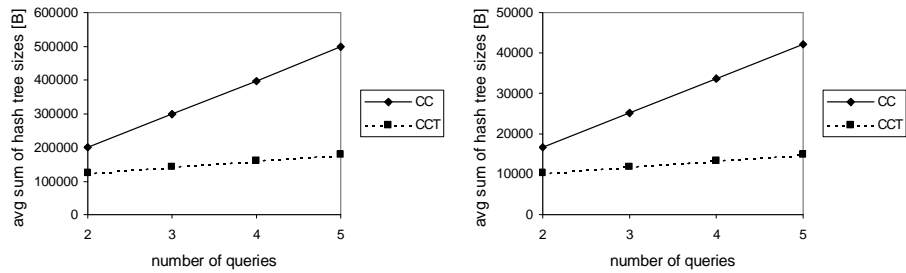 avg sum of hash tree sizes [B]
600000
500000
400000
300000
200000
100000
0
2
3
4
5
number of queries
CC
CCT
avg sum of hash tree sizes [B]
50000
40000
30000
20000
10000
0
2
3
4
5
number of queries
CC
CCT